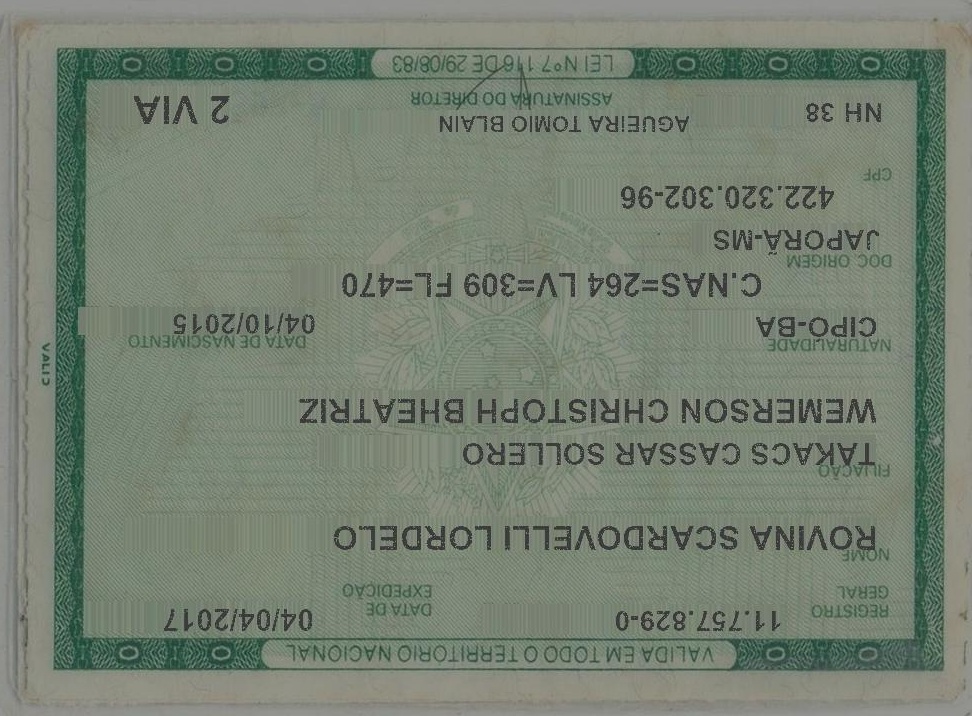 VALIDA EM TODO O TERRITORIO NACIONAL
REGISTRO GERAL 11.757.829-0 DATA DE EXPEDIÇÃO 04/04/2017
NOME
ROVINA SCARDOVELLI LORDELO
FILIAÇÃO
TAKACS CASSAR SOLLERO
WEMERSON CHRISTOPH BHEATRIZ
NATURALIDADE DATA DE NASCIMENTO
CIPO-BA 04/10/2015
C.NAS=264 LV=309 FL=470
DOC. ORIGEM
JAPORÃ-MS
422.320.302-96
CPF
NH 38 AGUEIRA TOMIO BLAIN 2 VIA
ASSINATURA DO DIRETOR
LEI Nº 7.116 DE 29/08/83